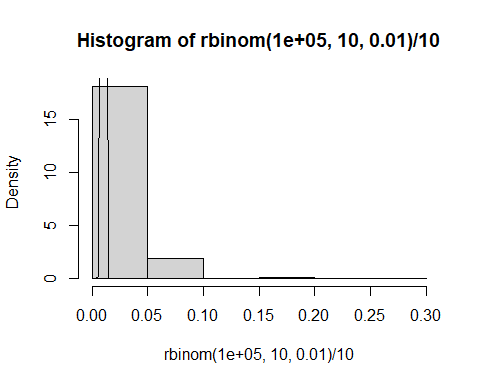 Histogram of rbinom(1e+05, 10, 0.01)/10
Density
15
10
5
0
0.00 0.05 0.10 0.15 0.20 0.25 0.30
rbinom(1e+05, 10, 0.01)/10